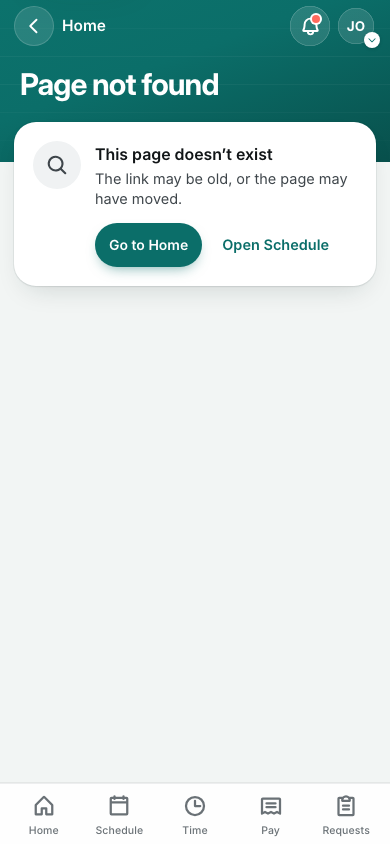 Home
JO
Page not found
This page doesn’t exist
The link may be old, or the page may
have moved.
Go to Home
Open Schedule
Home
Schedule
Time
Pay
Requests